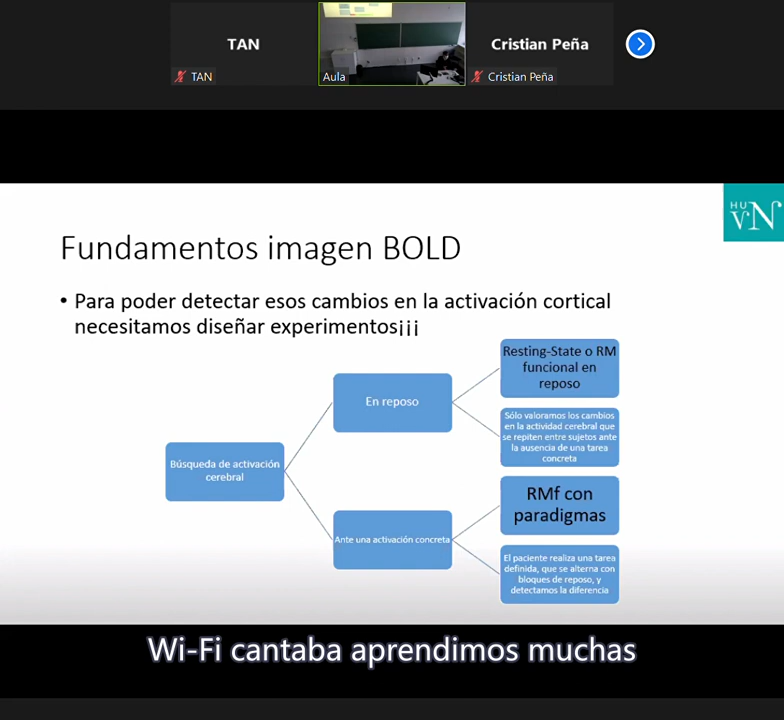 TAN
Cristian Peña
TAN
Aula
Cristian Peña
HU
VN
Fundamentos imagen BOLD
• Para poder detectar esos cambios en la activación cortical
necesitamos diseñar experimentos¡¡¡
Búsqueda de activación
cerebral
En reposo
Resting-State o RM
funcional en
reposo
Sólo valoramos los cambios
en la actividad cerebral que
se repiten entre sujetos ante
la ausencia de una tarea
concreta
Ante una activación concreta
RMf con
paradigmas
El paciente realiza una tarea
definida, que se alterna con
bloques de reposo, y
detectamos la diferencia
Wi-Fi cantaba aprendimos muchas